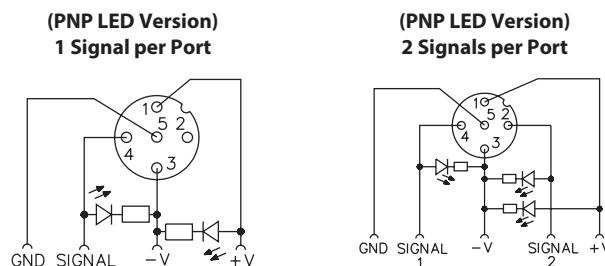 (PNP LED Version)
1 Signal per Port
1
5
2
4
3
GND SIGNAL -V +V
(PNP LED Version)
2 Signals per Port
1
5
4
2
3
GND SIGNAL 1 -V SIGNAL 2 +V